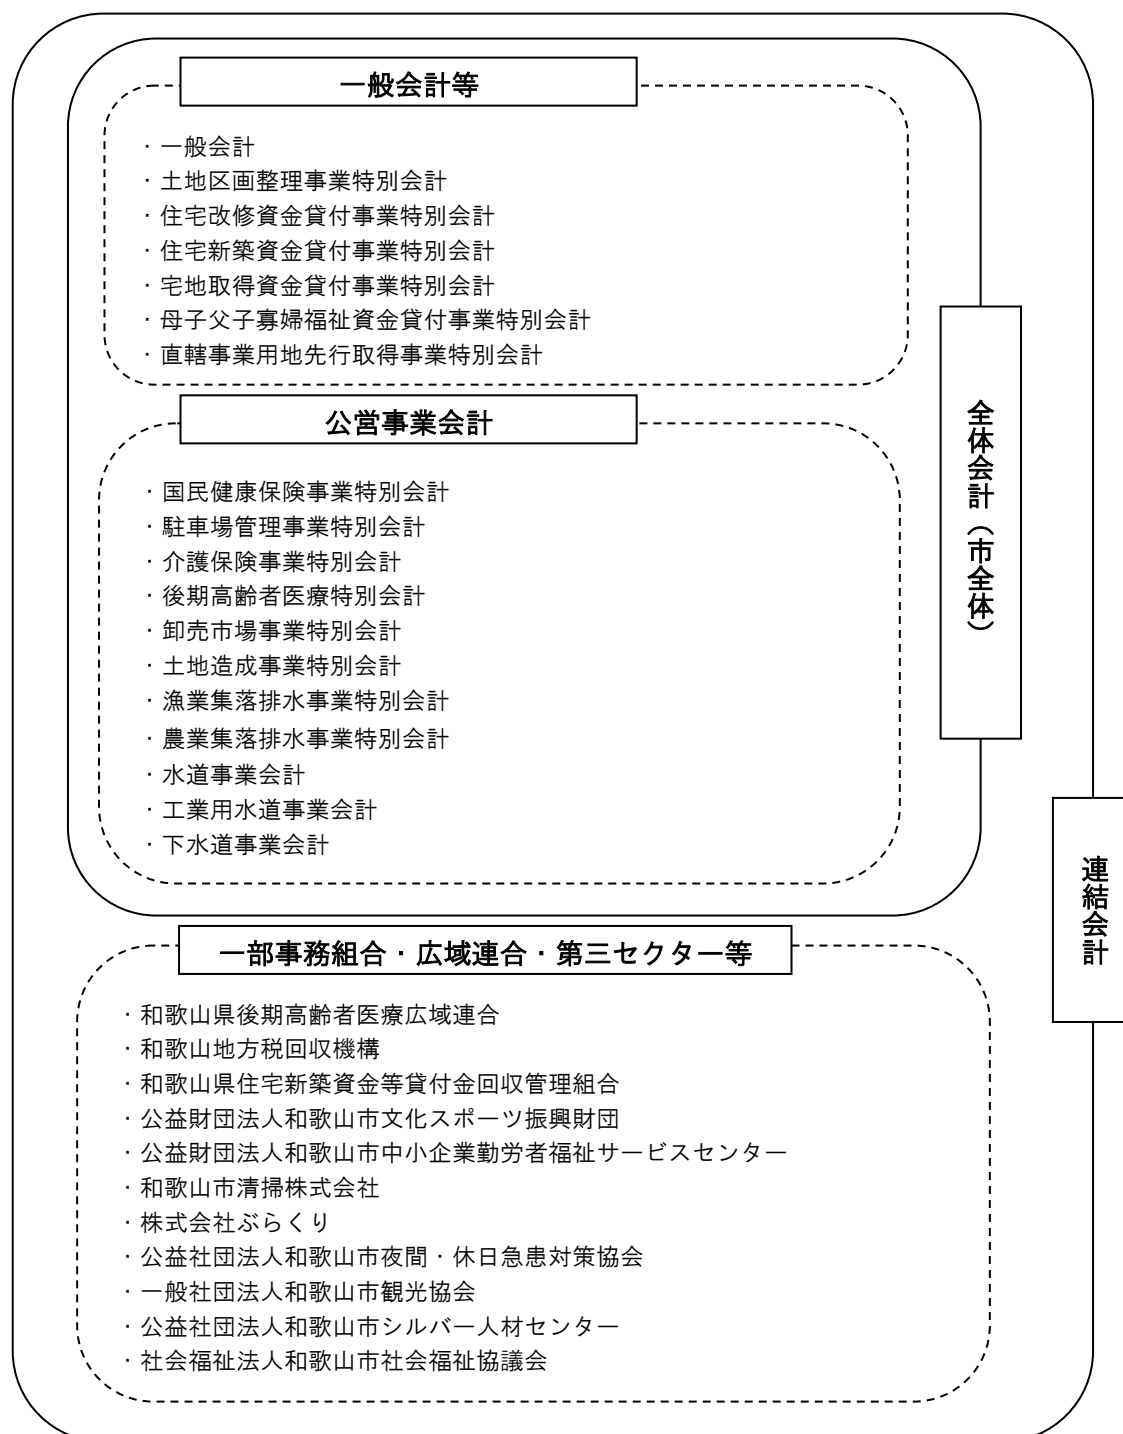 一般会計等
・一般会計
・土地区画整理事業特別会計
・住宅改修資金貸付事業特別会計
・住宅新築資金貸付事業特別会計
・宅地取得資金貸付事業特別会計
・母子父子寡婦福祉資金貸付事業特別会計
・直轄事業用地先行取得事業特別会計
公営事業会計
・国民健康保険事業特別会計
・駐車場管理事業特別会計
・介護保険事業特別会計
・後期高齢者医療特別会計
・卸売市場事業特別会計
・土地造成事業特別会計
・漁業集落排水事業特別会計
・農業集落排水事業特別会計
・水道事業会計
・工業用水道事業会計
・下水道事業会計
全体会計（市全体）
一部事務組合・広域連合・第三セクター等
・和歌山県後期高齢者医療広域連合
・和歌山地方税回収機構
・和歌山県住宅新築資金等貸付金回収管理組合
・公益財団法人和歌山市文化スポーツ振興財団
・公益財団法人和歌山市中小企業勤労者福祉サービスセンター
・和歌山市清掃株式会社
・株式会社ぶらくり
・公益社団法人和歌山市夜間・休日急患対策協会
・一般社団法人和歌山市観光協会
・公益社団法人和歌山市シルバー人材センター
・社会福祉法人和歌山市社会福祉協議会
連結会計